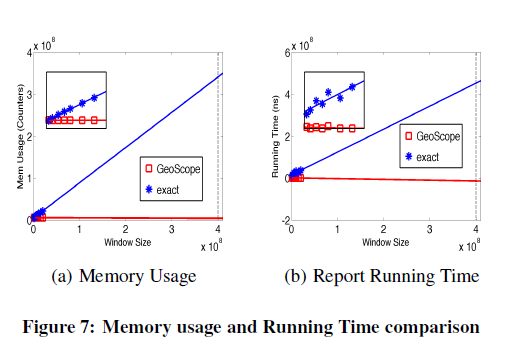 4 x 10^8
3
2
1
0
0 1 2 3 4
x 10^8
Mem Usage (Counters)
Window Size
GeoScope
exact
(a) Memory Usage
6 x 10^8
4
2
0
-2
0 1 2 3 4
x 10^8
Running Time (ns)
Window Size
GeoScope
exact
(b) Report Running Time
Figure 7: Memory usage and Running Time comparison